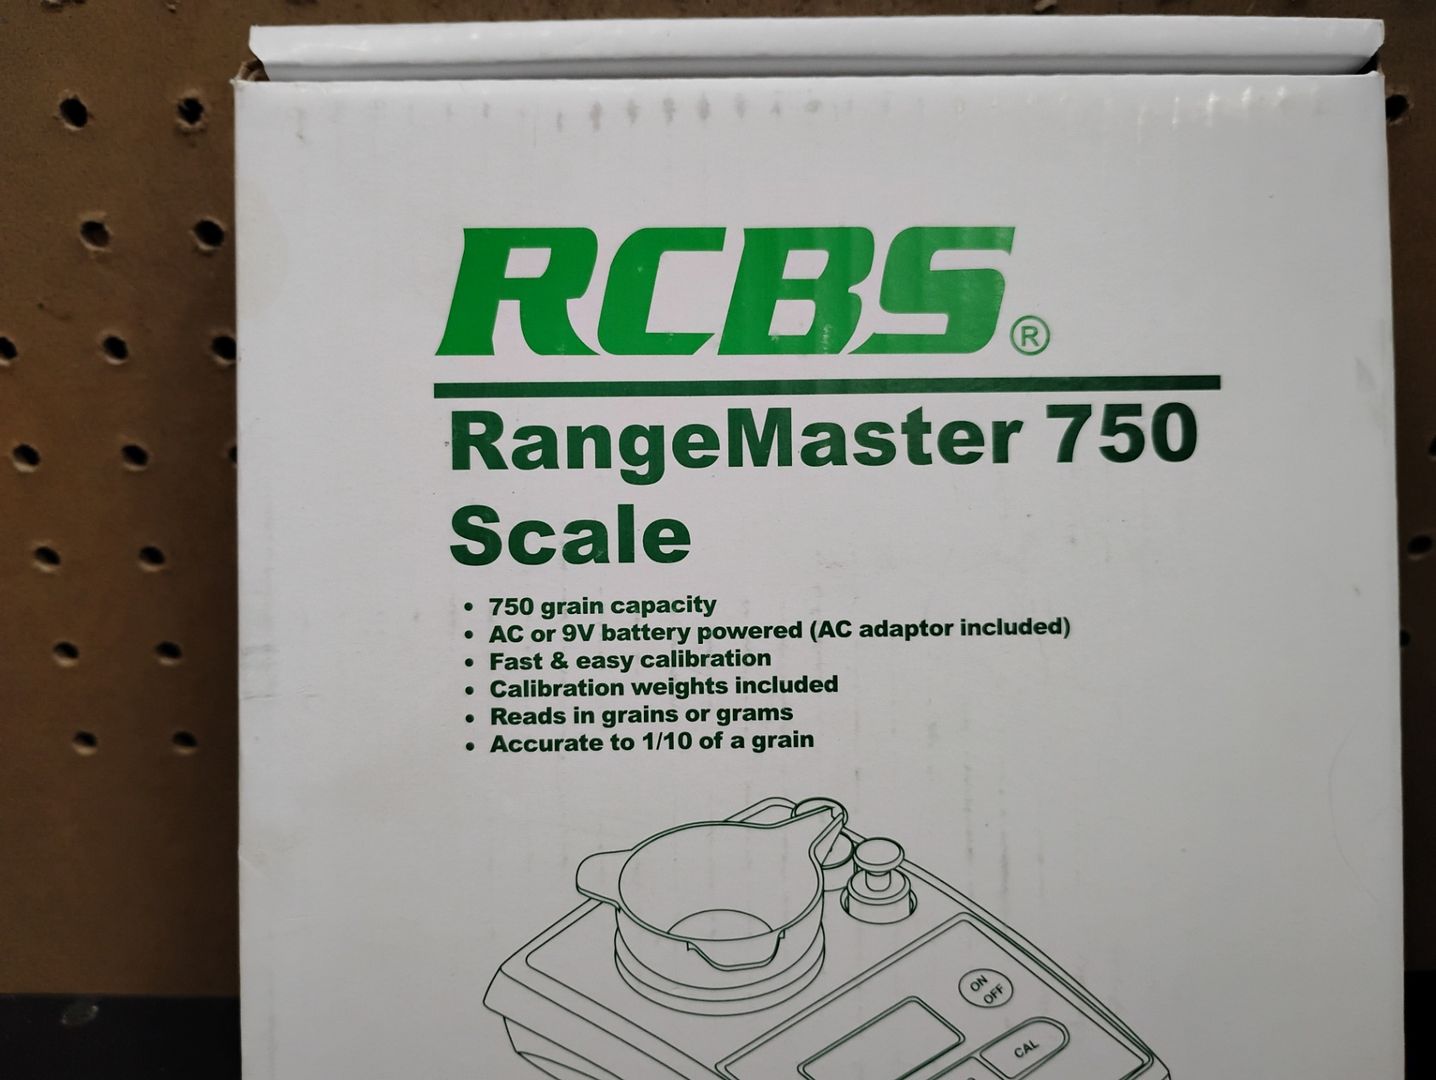 RCBS®
RangeMaster 750
Scale
• 750 grain capacity
• AC or 9V battery powered (AC adaptor included)
• Fast & easy calibration
• Calibration weights included
• Reads in grains or grams
• Accurate to 1/10 of a grain
ON
OFF
CAL